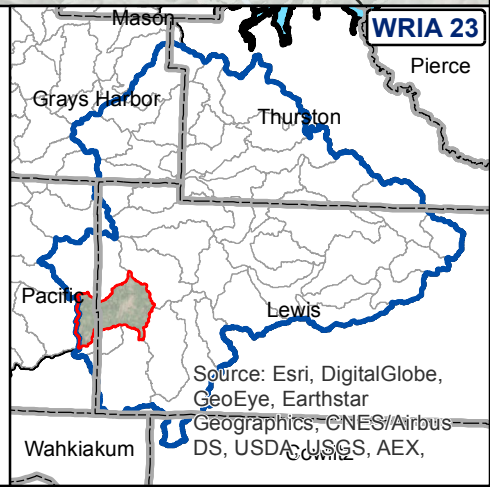 Mason
WRIA 23
Pierce
Grays Harbor
Thurston
Pacific
Lewis
Source: Esri, DigitalGlobe,
GeoEye, Earthstar
Geographics, CNES/Airbus
DS, USDA, USGS, AEX,
Wahkiakum
Cowlitz